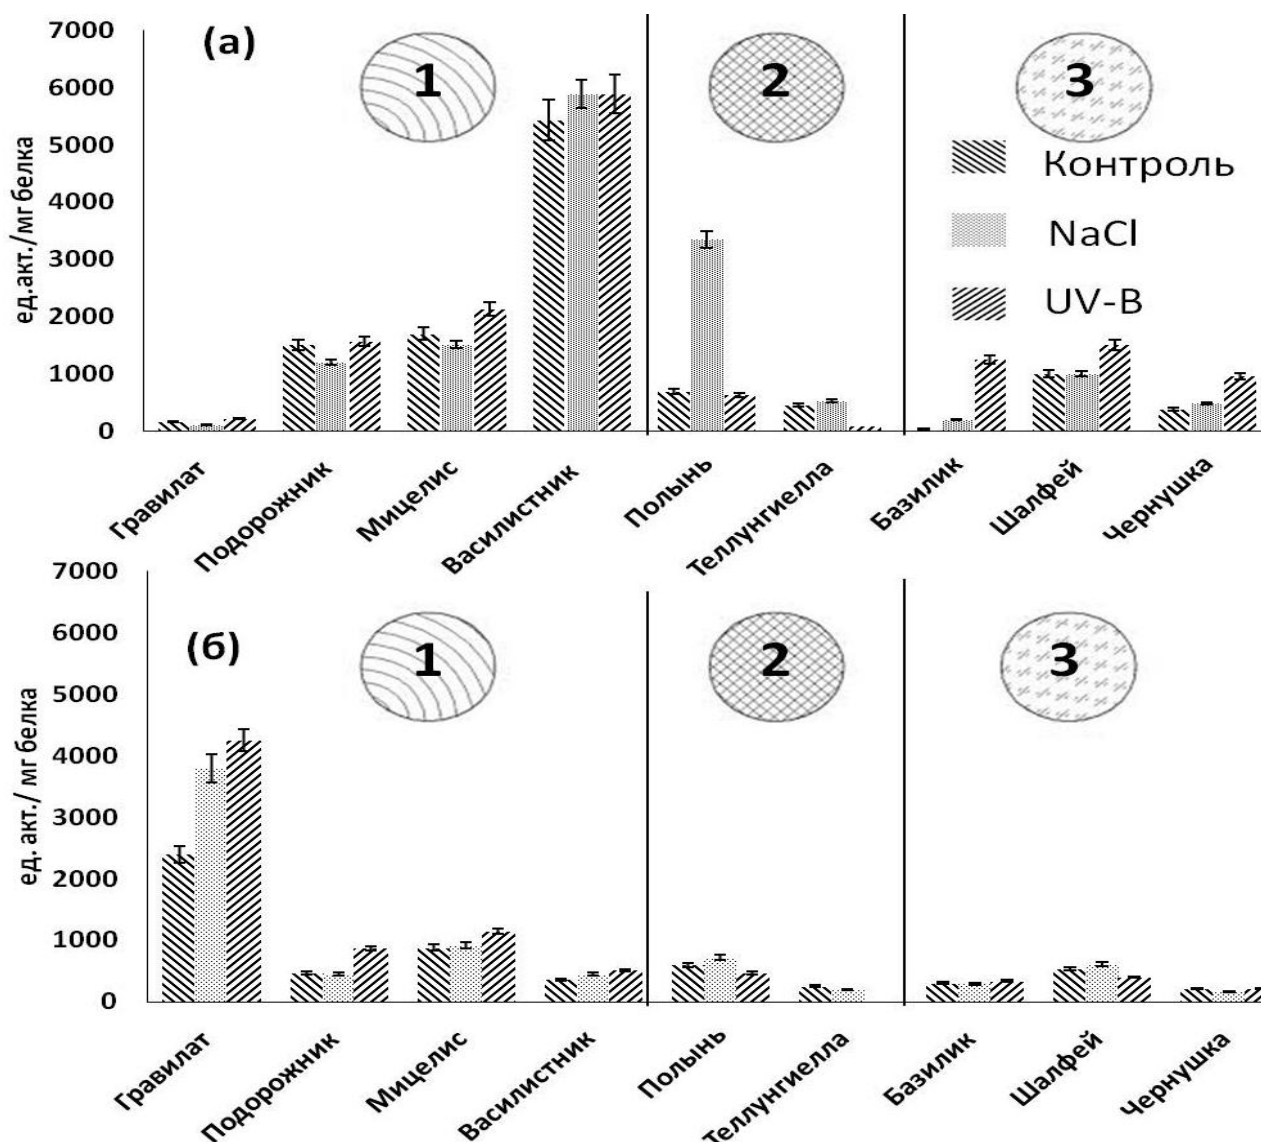 7000
(а)
6000
1
2
3
5000
Контроль
4000
NaCl
3000
UV-B
2000
1000
0
ед.акт./мг белка
Гравилат
Подорожник
Мицелис
Василистник
Полынь
Теллунгиелла
Базилик
Шалфей
Чернушка
7000
6000
(б)
1
2
3
5000
4000
3000
2000
1000
0
ед. акт./ мг белка
Гравилат
Подорожник
Мицелис
Василистник
Полынь
Теллунгиелла
Базилик
Шалфей
Чернушка